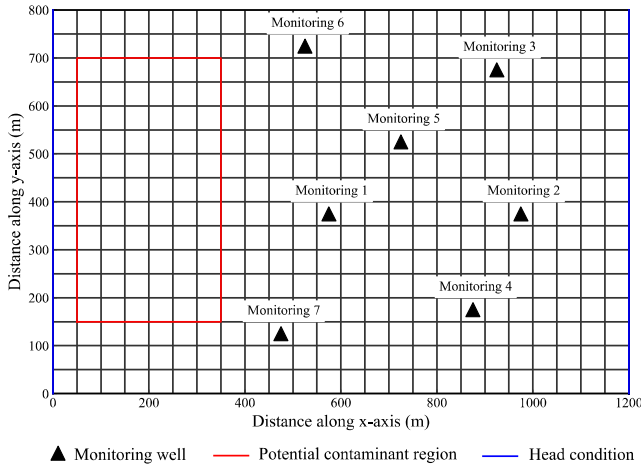 800
Monitoring 6
Monitoring 3
700
600
Monitoring 5
500
Distance along y-axis (m)
400
Monitoring 1
Monitoring 2
300
Monitoring 4
200
Monitoring 7
100
0
0
200
400
600
800
1000
1200
Distance along x-axis (m)
Monitoring well
Potential contaminant region
Head condition